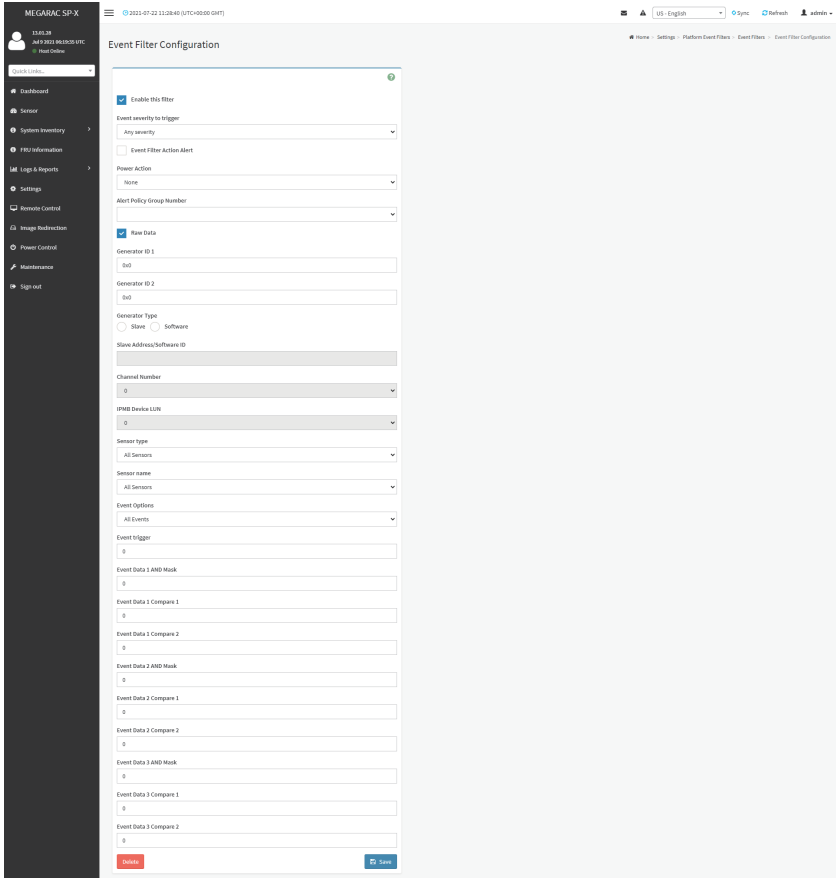 MEGARAC SP-X
2021-07-22 11:28:40 (UTC+00:00 GMT)
US - English
Sync
Refresh
admin
13.01.28
Jul 9 2021 06:19:35 UTC
Host Online
Quick Links...
Dashboard
Sensor
System Inventory
FRU Information
Logs & Reports
Settings
Remote Control
Image Redirection
Power Control
Maintenance
Sign out
Event Filter Configuration
Home > Settings > Platform Event Filters > Event Filters > Event Filter Configuration
Enable this filter
Event severity to trigger
Any severity
Event Filter Action Alert
Power Action
None
Alert Policy Group Number
Raw Data
Generator ID 1
0x0
Generator ID 2
0x0
Generator Type
Slave Software
Slave Address/Software ID
Channel Number
0
IPMB Device LUN
0
Sensor type
All Sensors
Sensor name
All Sensors
Event Options
All Events
Event trigger
0
Event Data 1 AND Mask
0
Event Data 1 Compare 1
0
Event Data 1 Compare 2
0
Event Data 2 AND Mask
0
Event Data 2 Compare 1
0
Event Data 2 Compare 2
0
Event Data 3 AND Mask
0
Event Data 3 Compare 1
0
Event Data 3 Compare 2
0
Delete
Save